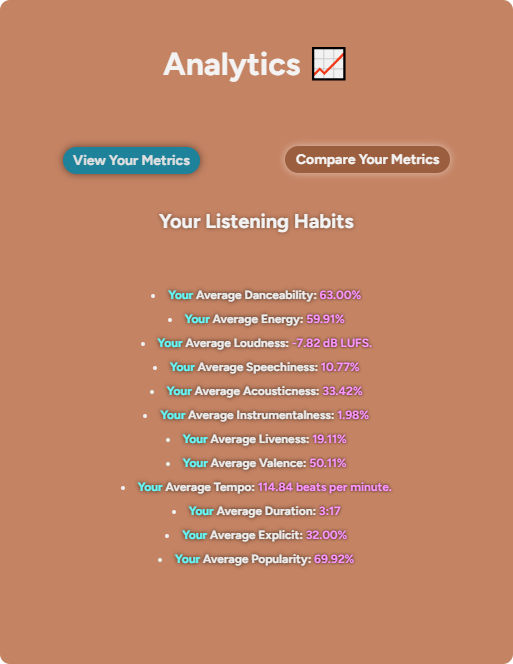 Analytics
View Your Metrics
Compare Your Metrics
Your Listening Habits
Your Average Danceability: 63.00%
Your Average Energy: 59.91%
Your Average Loudness: -7.82 dB LUFS.
Your Average Speechiness: 10.77%
Your Average Acousticness: 33.42%
Your Average Instrumentalness: 1.98%
Your Average Liveness: 19.11%
Your Average Valence: 50.11%
Your Average Tempo: 114.84 beats per minute.
Your Average Duration: 3:17
Your Average Explicit: 32.00%
Your Average Popularity: 69.92%